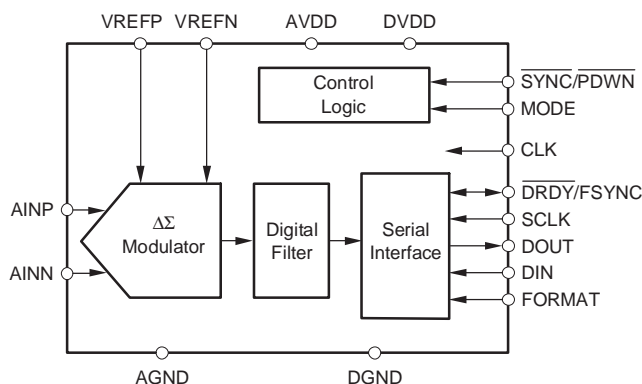 VREFP VREFN AVDD DVDD
Control
Logic
SYNC/PDWN
MODE
CLK
AINP
AINN
ΔΣ
Modulator
Digital
Filter
Serial
Interface
DRDY/FSYNC
SCLK
DOUT
DIN
FORMAT
AGND DGND